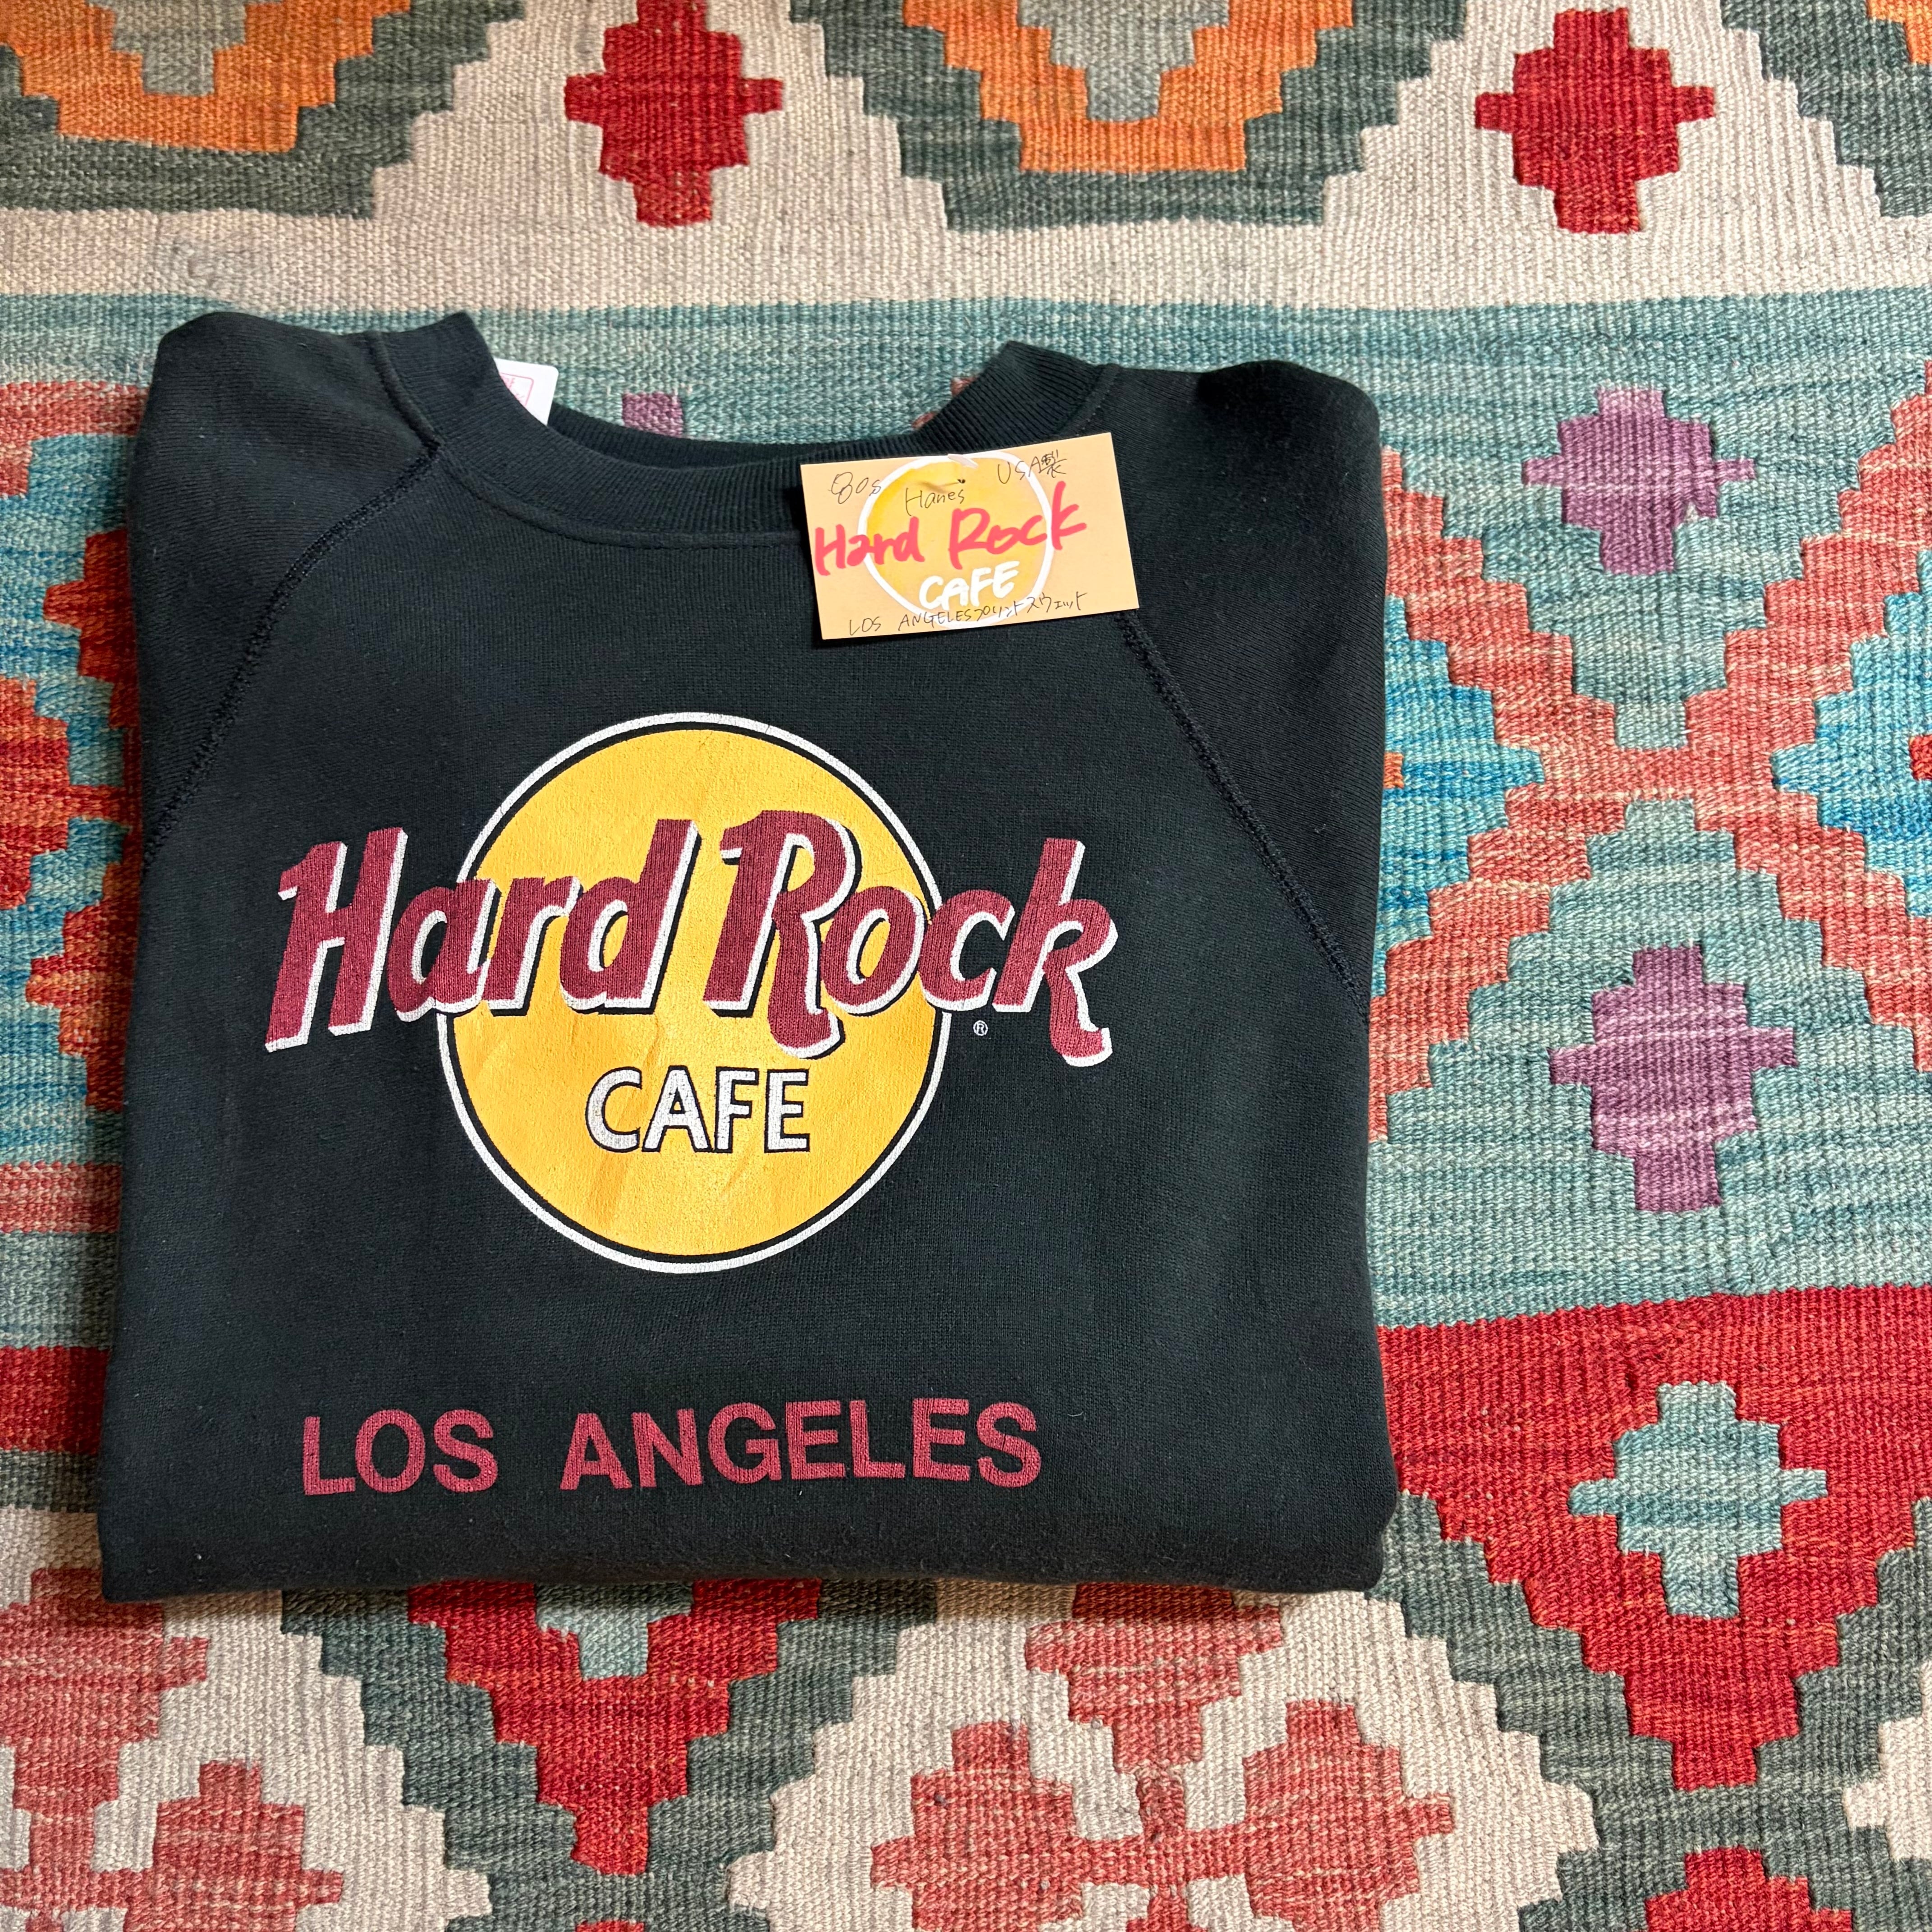 80s USA製
Hanes
Hard Rock
CAFE
LOS ANGELESプリントスウェット
Hard Rock
®
CAFE
LOS ANGELES